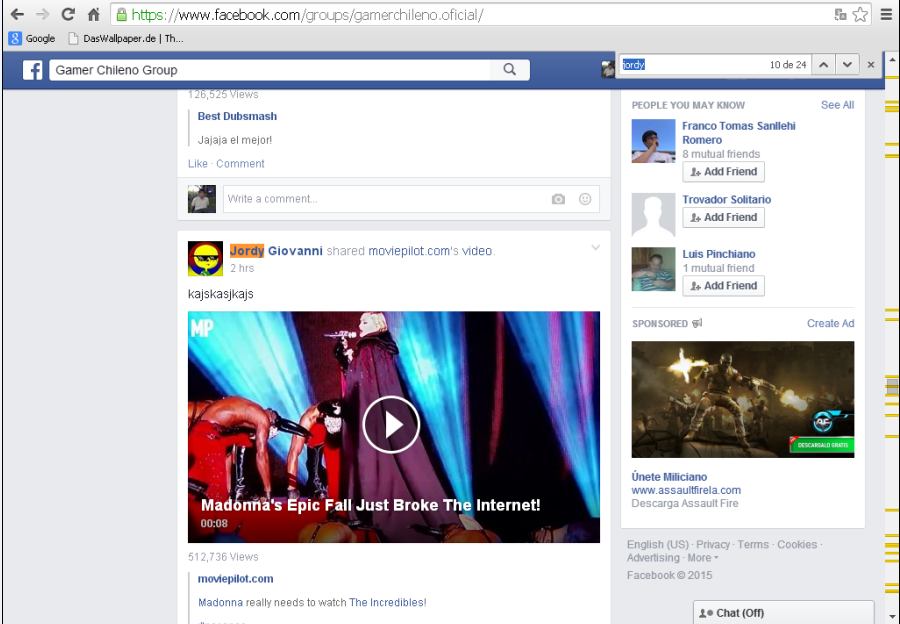 https://www.facebook.com/groups/gamerchileno.oficial/
Google DasWallpaper.de | Th...
f Gamer Chileno Group
jordy 10 de 24
126,525 Views
Best Dubsmash
Jajaja el mejor!
Like · Comment
Write a comment...
Jordy Giovanni shared moviepilot.com's video.
2 hrs
kajskasjkajs
MP
Madonna's Epic Fall Just Broke The Internet!
00:08
512,736 Views
moviepilot.com
Madonna really needs to watch The Incredibles!
PEOPLE YOU MAY KNOW See All
Franco Tomas Sanllehi
Romero
8 mutual friends
Add Friend
Trovador Solitario
Add Friend
Luis Pinchiano
1 mutual friend
Add Friend
SPONSORED Create Ad
AF
DESCARGALO GRATIS
Únete Miliciano
www.assaultfirela.com
Descarga Assault Fire
English (US) · Privacy · Terms · Cookies ·
Advertising · More
Facebook © 2015
Chat (Off)